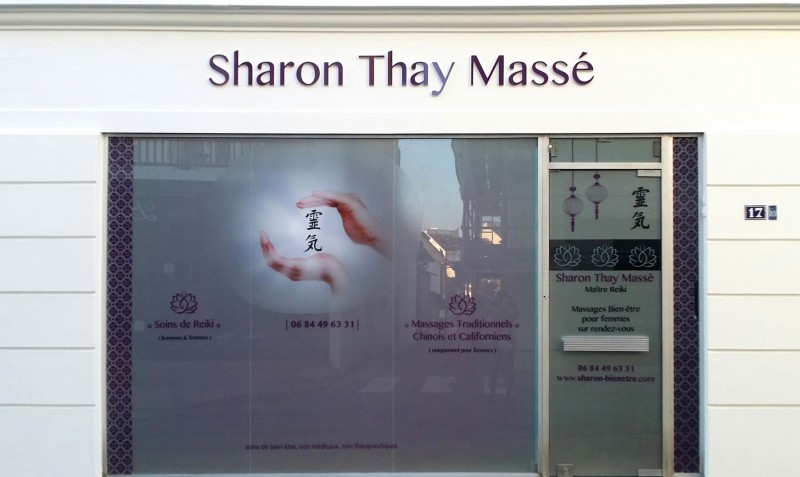 Sharon Thay Massé
靈
気
Soins de Reiki
( hommes & femmes )
| 06 84 49 63 31 |
Massages Traditionnels
Chinois et Californiens
( uniquement pour femmes )
soins de bien-être, non médicaux, non thérapeutiques
靈
気
Sharon Thay Massé
Maître Reiki
Massages Bien-être
pour femmes
sur rendez-vous
06 84 49 63 31
www.sharon-bienetre.com
17